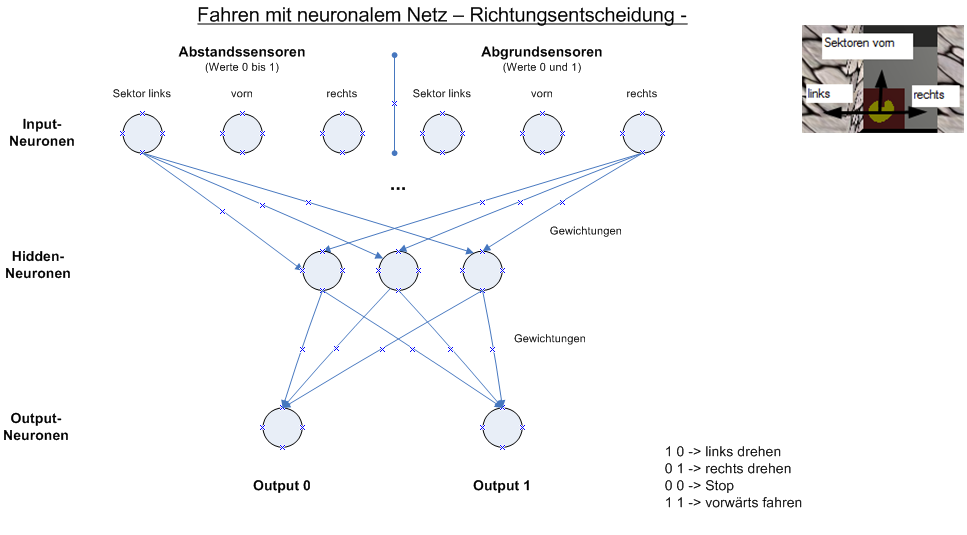 Fahren mit neuronalem Netz – Richtungsentscheidung -
Abstandssensoren
(Werte 0 bis 1)
Abgrundsensoren
(Werte 0 und 1)
Sektor links
vorn
rechts
Sektor links
vorn
rechts
Sektoren vorn
links
rechts
Input-
Neuronen
...
Gewichtungen
Hidden-
Neuronen
Gewichtungen
Output-
Neuronen
Output 0
Output 1
1 0 -> links drehen
0 1 -> rechts drehen
0 0 -> Stop
1 1 -> vorwärts fahren